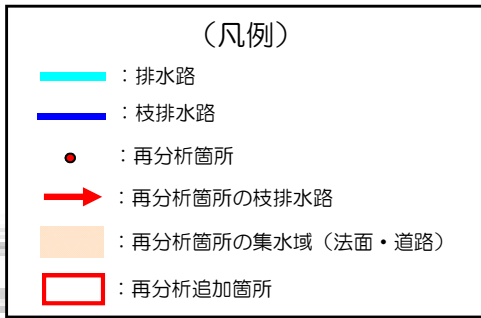 （凡例）
：排水路
：枝排水路
：再分析箇所
：再分析箇所の枝排水路
：再分析箇所の集水域（法面・道路）
：再分析追加箇所